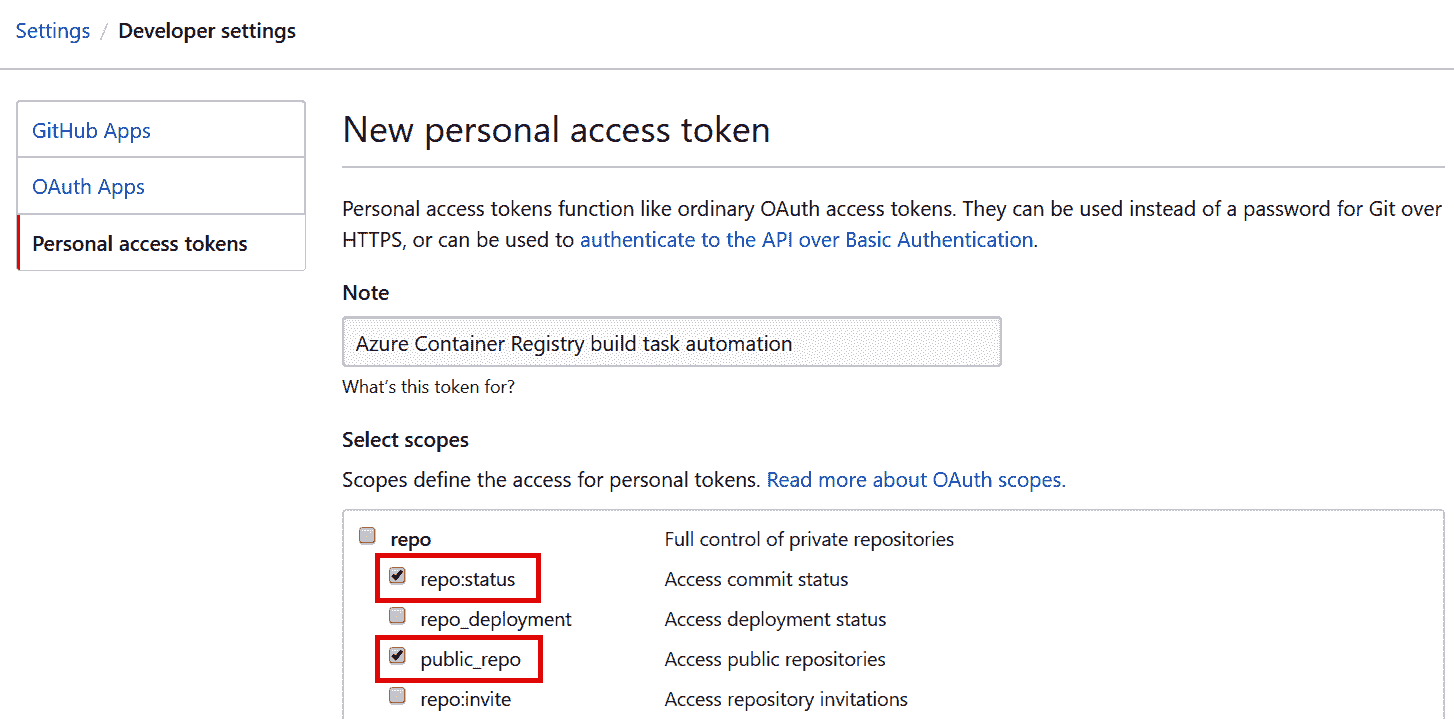 Settings / Developer settings
GitHub Apps
OAuth Apps
Personal access tokens
New personal access token
Personal access tokens function like ordinary OAuth access tokens. They can be used instead of a password for Git over
HTTPS, or can be used to authenticate to the API over Basic Authentication.
Note
Azure Container Registry build task automation
What's this token for?
Select scopes
Scopes define the access for personal tokens. Read more about OAuth scopes.
repo Full control of private repositories
repo:status Access commit status
repo_deployment Access deployment status
public_repo Access public repositories
repo:invite Access repository invitations